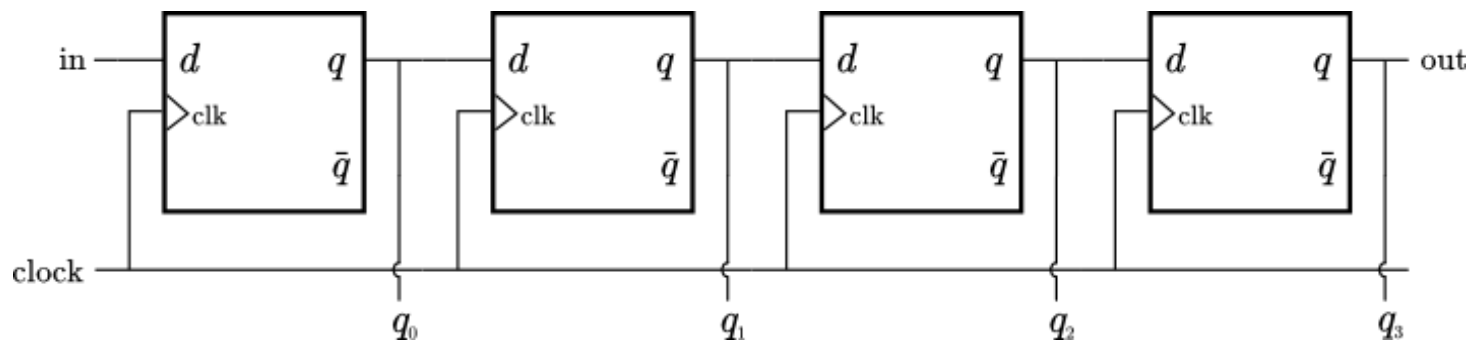 in d q d q d q d q out
clk clk clk clk
q̄ q̄ q̄ q̄
clock
q₀ q₁ q₂ q₃